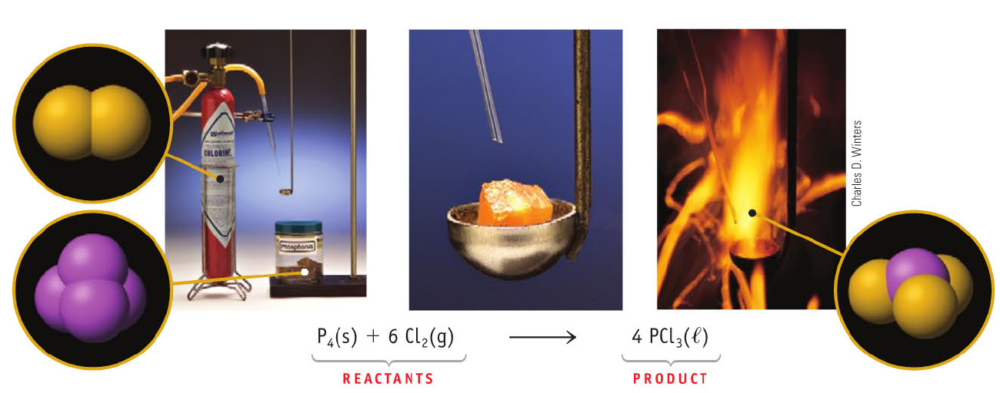 CHLORINE
Phosphorus
Charles D. Winters
P₄(s) + 6 Cl₂(g) ⟶ 4 PCl₃(ℓ)
REACTANTS PRODUCT